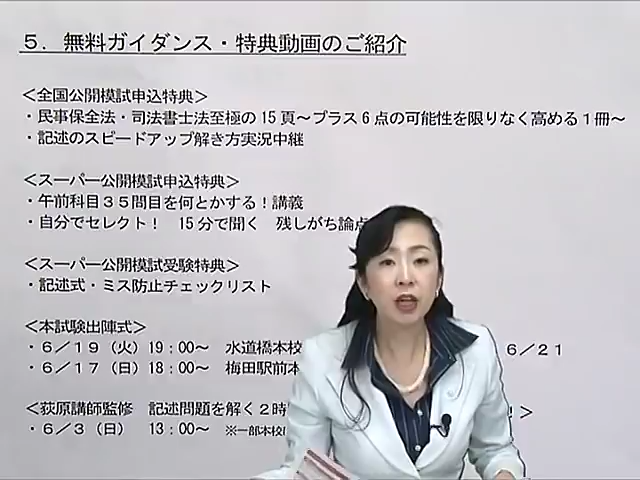 ５．無料ガイダンス・特典動画のご紹介
＜全国公開模試申込特典＞
・民事保全法・司法書士法至極の15頁～プラス6点の可能性を限りなく高める１冊～
・記述のスピードアップ解き方実況中継
＜スーパー公開模試申込特典＞
・午前科目３５問目を何とかする！講義
・自分でセレクト！　15分で聞く　残しがち論点
＜スーパー公開模試受験特典＞
・記述式・ミス防止チェックリスト
＜本試験出陣式＞
・６／１９（火）19：00～　水道橋本校 ６／２１
・６／１７（日）18：00～　梅田駅前本
＜荻原講師監修　記述問題を解く２時 ！＞
・６／３（日）　13：00～　※一部本校